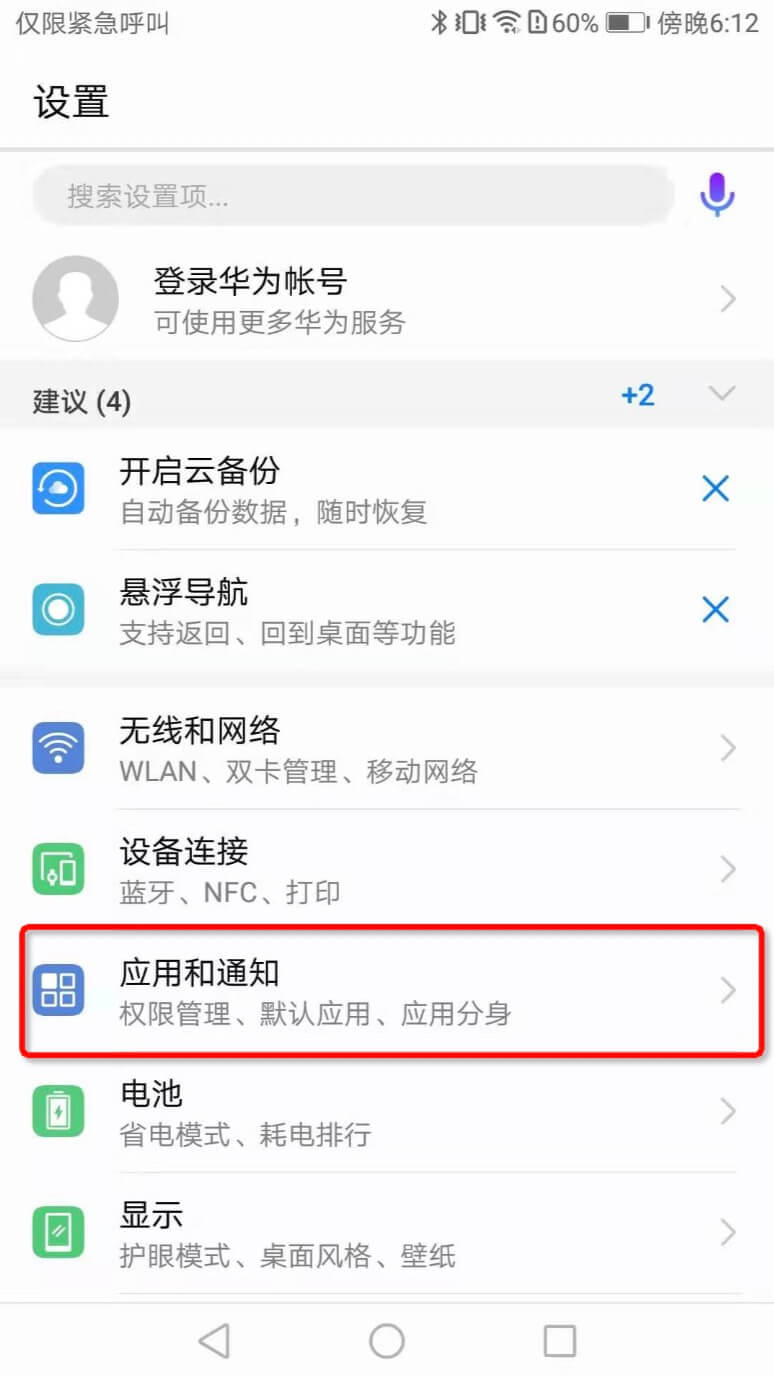 仅限紧急呼叫 60% 傍晚6:12
设置
搜索设置项...
登录华为帐号
可使用更多华为服务
建议 (4) +2
开启云备份
自动备份数据，随时恢复
悬浮导航
支持返回、回到桌面等功能
无线和网络
WLAN、双卡管理、移动网络
设备连接
蓝牙、NFC、打印
应用和通知
权限管理、默认应用、应用分身
电池
省电模式、耗电排行
显示
护眼模式、桌面风格、壁纸